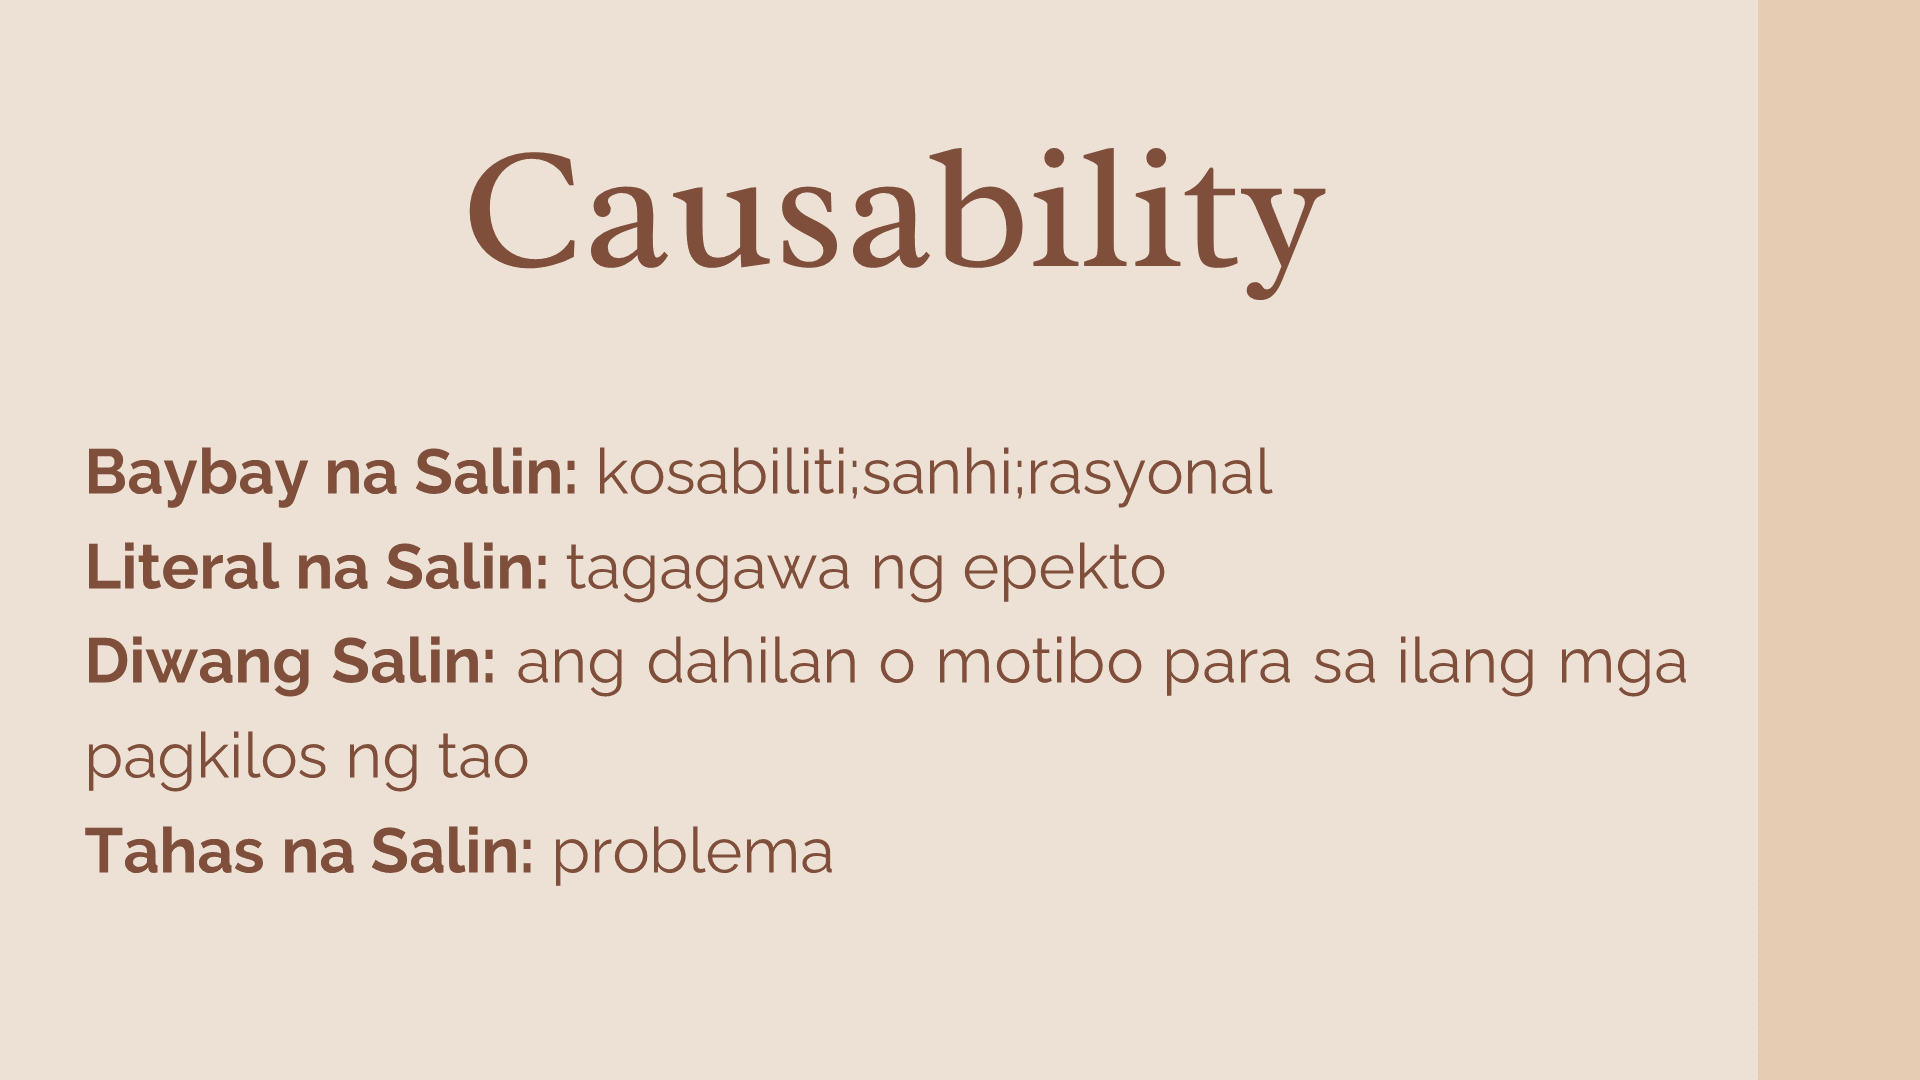 Causability
Baybay na Salin: kosabiliti;sanhi;rasyonal
Literal na Salin: tagagawa ng epekto
Diwang Salin: ang dahilan o motibo para sa ilang mga
pagkilos ng tao
Tahas na Salin: problema